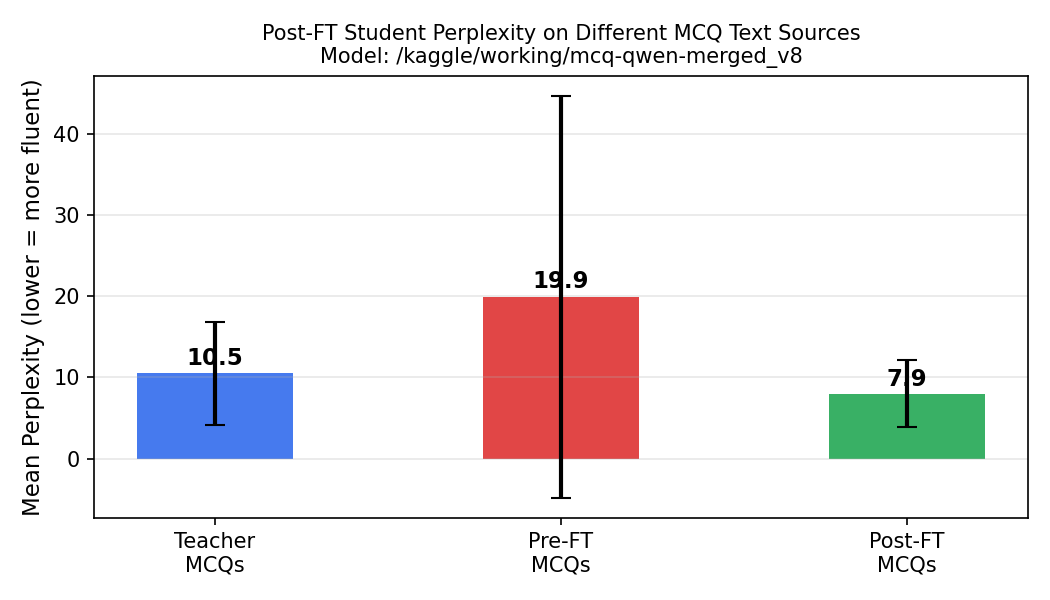 Post-FT Student Perplexity on Different MCQ Text Sources
Model: /kaggle/working/mcq-qwen-merged_v8
Mean Perplexity (lower = more fluent)
40
30
20
10
0
10.5
19.9
7.9
Teacher
MCQs
Pre-FT
MCQs
Post-FT
MCQs